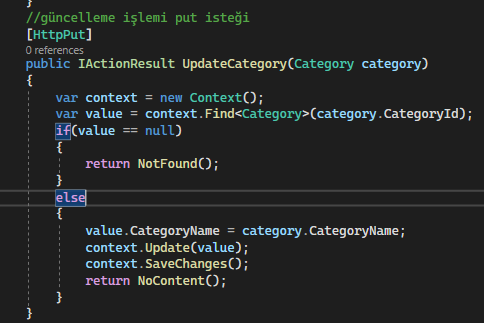 }
//güncelleme işlemi put isteği
[HttpPut]
0 references
public IActionResult UpdateCategory(Category category)
{
var context = new Context();
var value = context.Find<Category>(category.CategoryId);
if(value == null)
{
return NotFound();
}
else
{
value.CategoryName = category.CategoryName;
context.Update(value);
context.SaveChanges();
return NoContent();
}
}